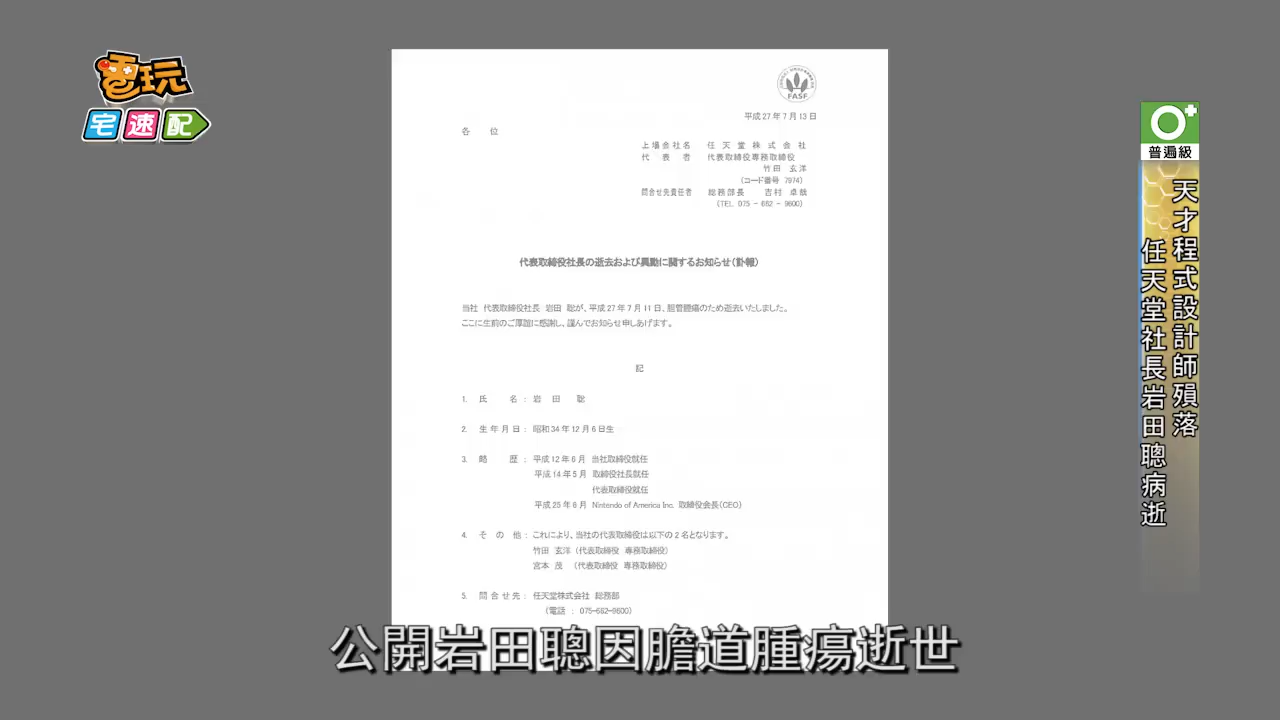 電玩
宅速配
普遍級
天才程式設計師殞落
任天堂社長岩田聰病逝
FASF
平成27年7月13日
各 位
上場会社名 任天堂株式会社
代表者 代表取締役専務取締役
竹田 玄洋
(コード番号 7974)
問合せ先責任者 総務部長 吉村 卓哉
(TEL 075 - 662 - 9600)
代表取締役社長の逝去および異動に関するお知らせ(訃報)
当社 代表取締役社長 岩田 聡が、平成27年7月11日、胆管腫瘍のため逝去いたしました。
ここに生前のご厚誼に感謝し、謹んでお知らせ申しあげます。
記
1. 氏 名 : 岩 田 聡
2. 生年月日 : 昭和34年12月6日生
3. 略 歴 : 平成12年6月 当社取締役就任
平成14年5月 取締役社長就任
代表取締役就任
平成25年6月 Nintendo of America Inc. 取締役会長(CEO)
4. その他 : これにより、当社の代表取締役は以下の2名となります。
竹田 玄洋 (代表取締役 専務取締役)
宮本 茂 (代表取締役 専務取締役)
5. 問合せ先 : 任天堂株式会社 総務部
(電話 : 075-662-9600)
公開岩田聰因膽道腫瘍逝世